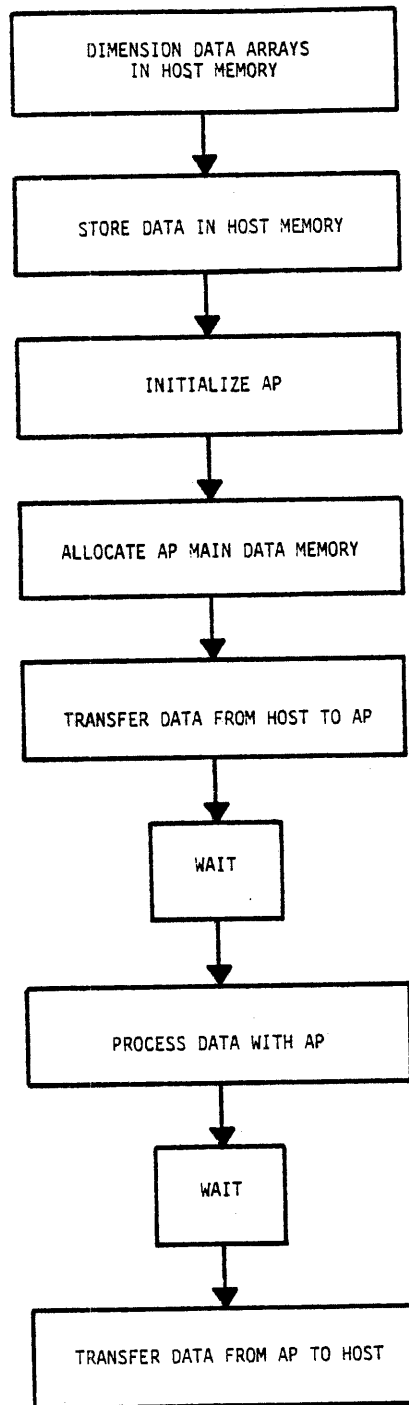 DIMENSION DATA ARRAYS
IN HOST MEMORY
STORE DATA IN HOST MEMORY
INITIALIZE AP
ALLOCATE AP MAIN DATA MEMORY
TRANSFER DATA FROM HOST TO AP
WAIT
PROCESS DATA WITH AP
WAIT
TRANSFER DATA FROM AP TO HOST